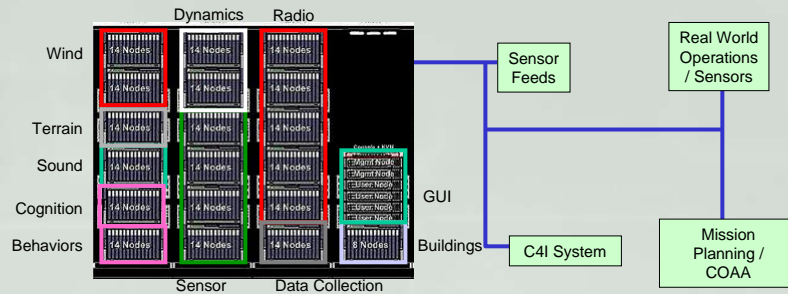 Dynamics
Radio
Wind
Terrain
Sound
Cognition
Behaviors
14 Nodes 14 Nodes 14 Nodes
14 Nodes 14 Nodes 14 Nodes
14 Nodes 14 Nodes 14 Nodes
14 Nodes 14 Nodes 14 Nodes
14 Nodes 14 Nodes 14 Nodes
14 Nodes 14 Nodes 14 Nodes 8 Nodes
Mgmt Node
Mgmt Node
User Node
User Node
User Node
User Node
GUI
Buildings
Sensor
Data Collection
Sensor
Feeds
Real World
Operations
/ Sensors
C4I System
Mission
Planning /
COAA